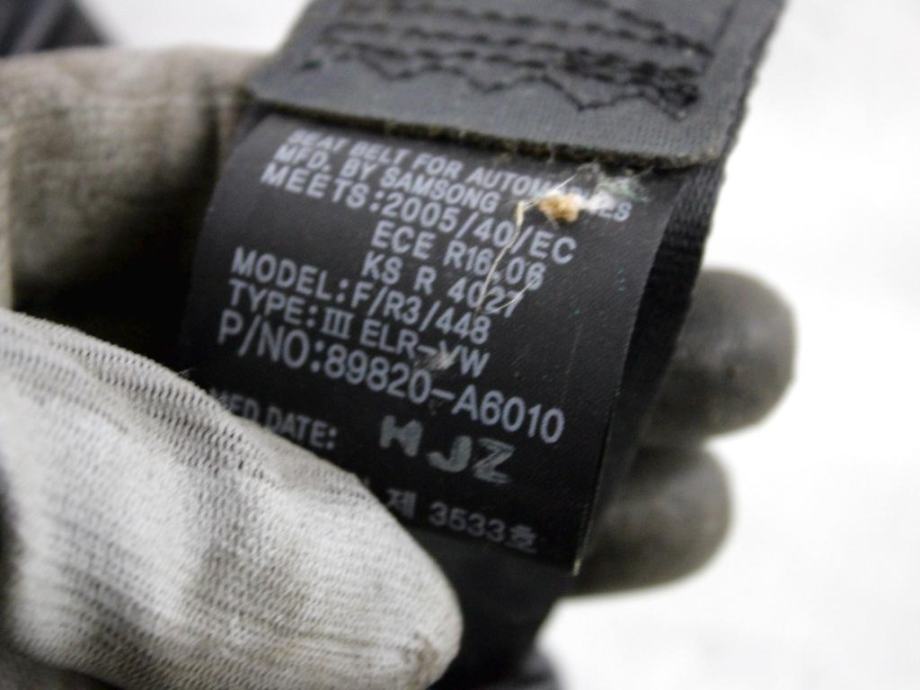 SEAT BELT FOR AUTOMOBILES
MFD. BY SAMSONG
MEETS:2005/40/EC
ECE R16.06
KS R 4027
MODEL:F/R3/448
TYPE:Ⅲ ELR-VW
P/NO:89820-A6010
DATE: HJZ
제 3533호